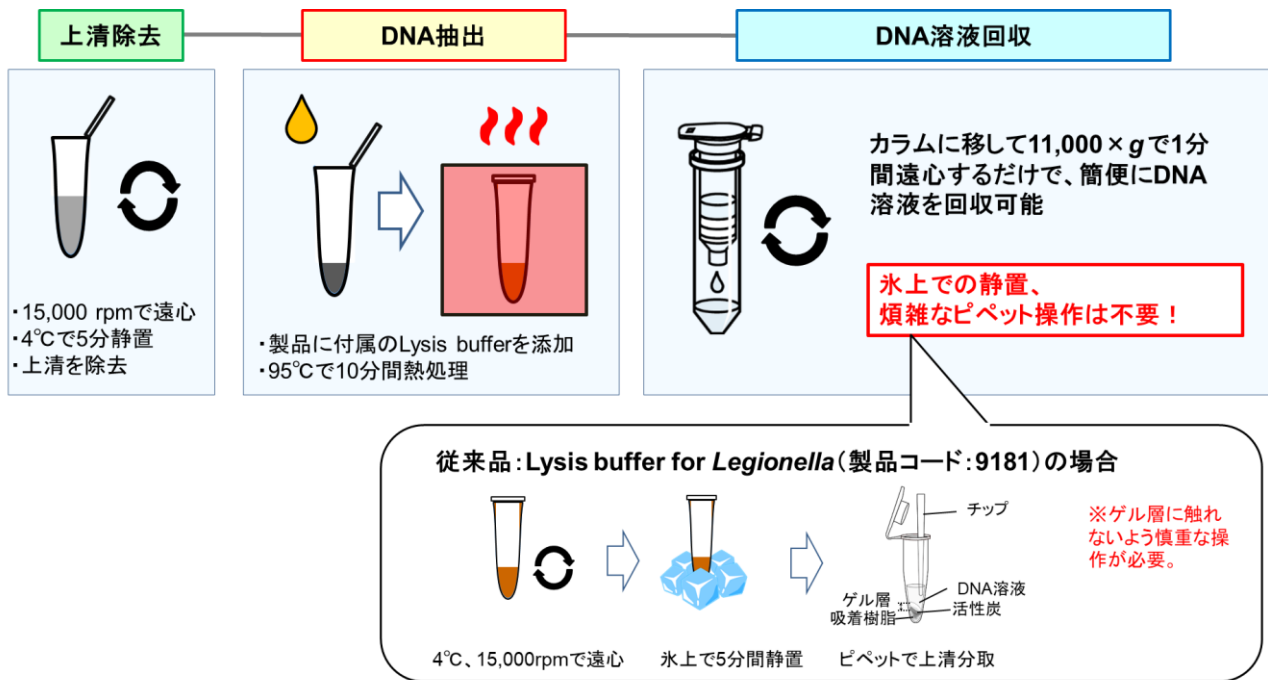 上清除去
DNA抽出
DNA溶液回収
・15,000 rpmで遠心
・4℃で5分静置
・上清を除去
・製品に付属のLysis bufferを添加
・95℃で10分間熱処理
カラムに移して11,000×gで1分
間遠心するだけで、簡便にDNA
溶液を回収可能
氷上での静置、
煩雑なピペット操作は不要！
従来品：Lysis buffer for Legionella（製品コード：9181）の場合
チップ
DNA溶液
ゲル層
活性炭
吸着樹脂
※ゲル層に触れ
ないよう慎重な操
作が必要。
4℃、15,000rpmで遠心
氷上で5分間静置
ピペットで上清分取